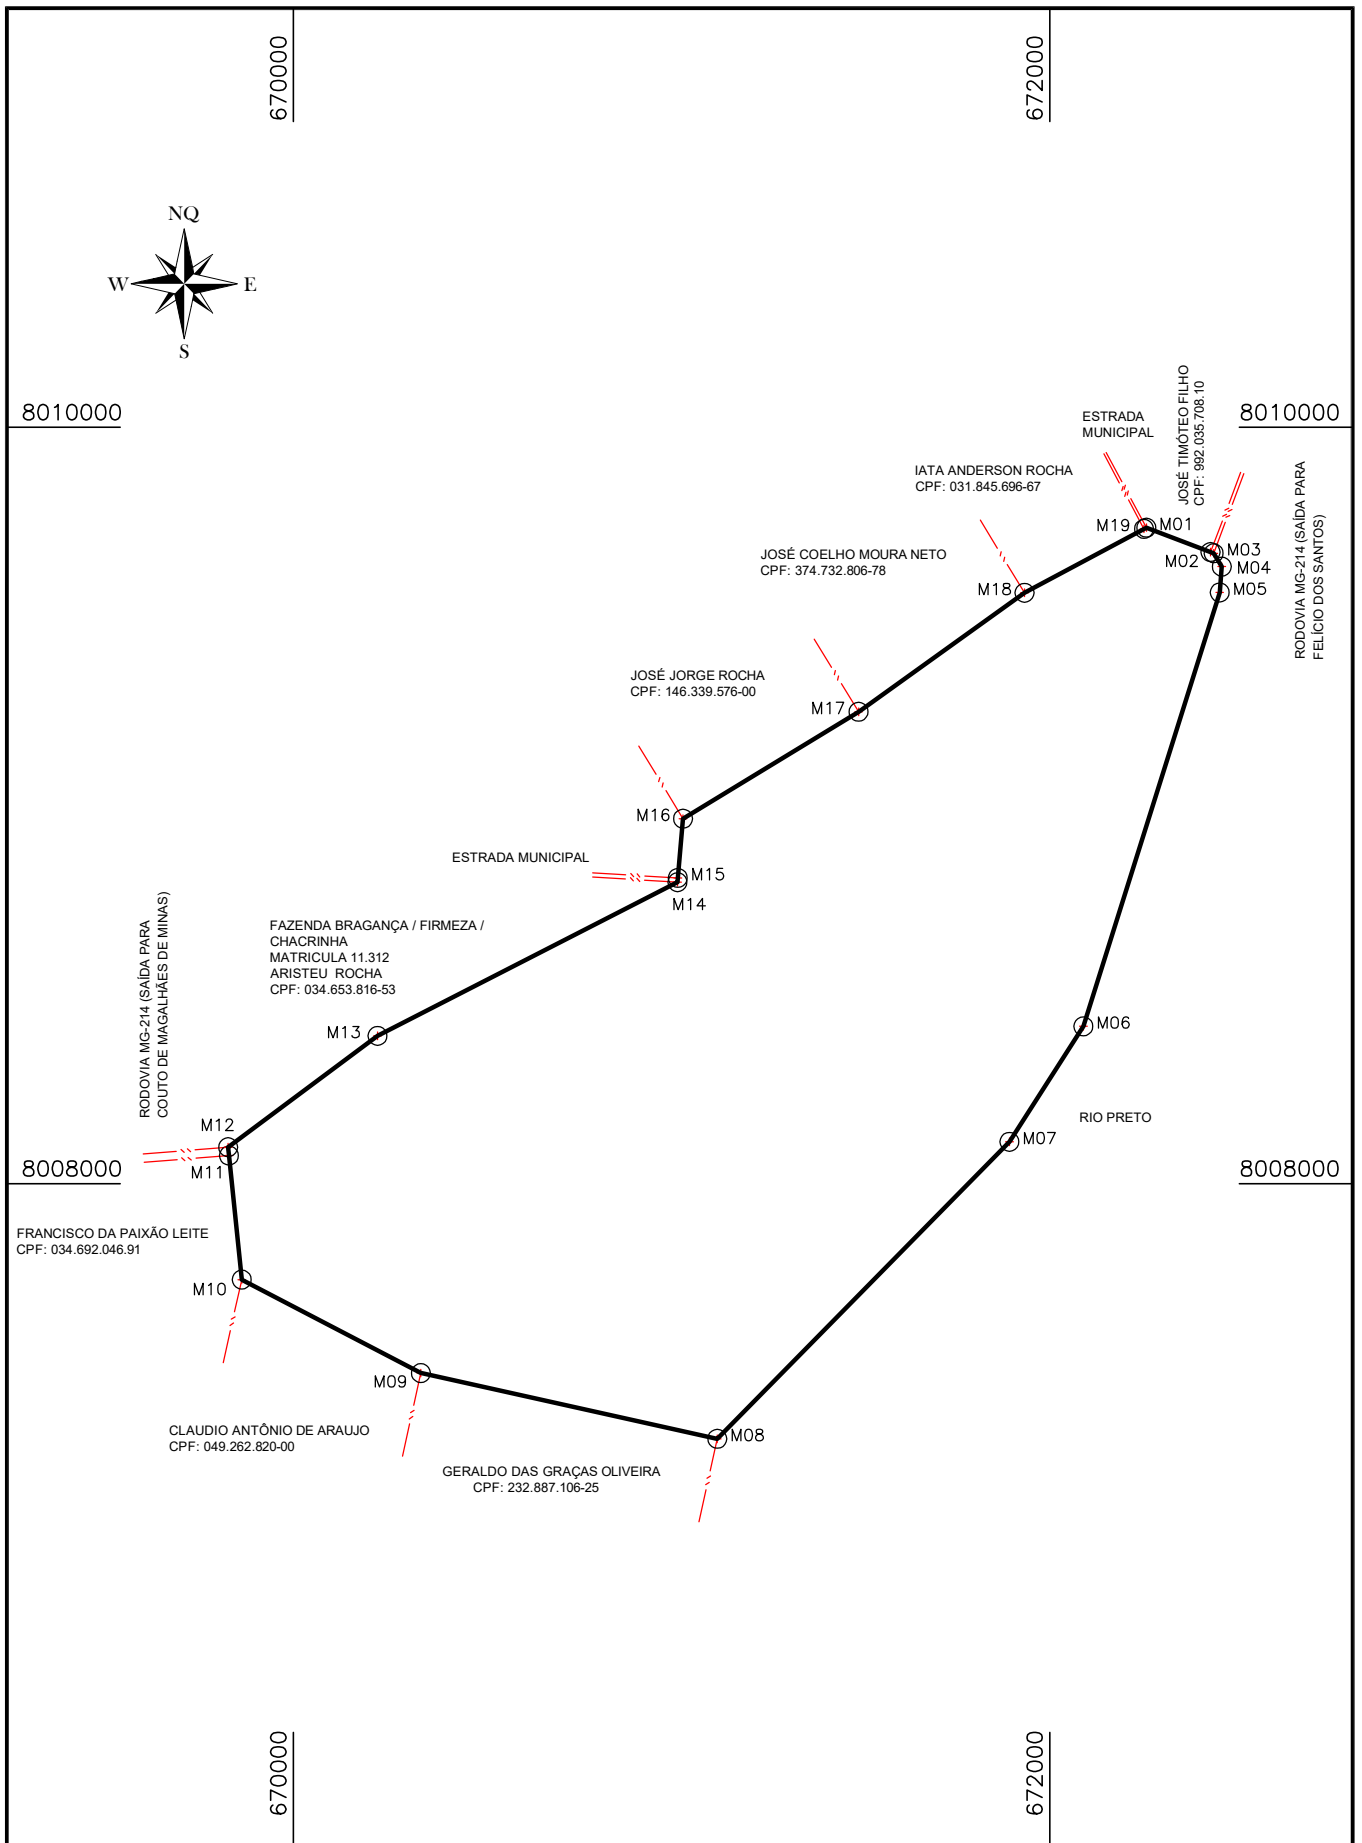 670000
672000
NQ
W
E
S
8010000
8010000
ESTRADA
MUNICIPAL
JOSÉ TIMÓTEO FILHO
CPF: 992.035.708.10
IATA ANDERSON ROCHA
CPF: 031.845.696-67
RODOVIA MG-214 (SAÍDA PARA
FELÍCIO DOS SANTOS)
M19
M01
M02
M03
M04
M05
JOSÉ COELHO MOURA NETO
CPF: 374.732.806-78
M18
JOSÉ JORGE ROCHA
CPF: 146.339.576-00
M17
M16
ESTRADA MUNICIPAL
M15
M14
RODOVIA MG-214 (SAÍDA PARA
COUTO DE MAGALHÃES DE MINAS)
FAZENDA BRAGANÇA / FIRMEZA /
CHACRINHA
MATRICULA 11.312
ARISTEU ROCHA
CPF: 034.653.816-53
M13
M06
RIO PRETO
M12
M07
M11
8008000
8008000
FRANCISCO DA PAIXÃO LEITE
CPF: 034.692.046.91
M10
M09
CLAUDIO ANTÔNIO DE ARAUJO
CPF: 049.262.820-00
M08
GERALDO DAS GRAÇAS OLIVEIRA
CPF: 232.887.106-25
670000
672000